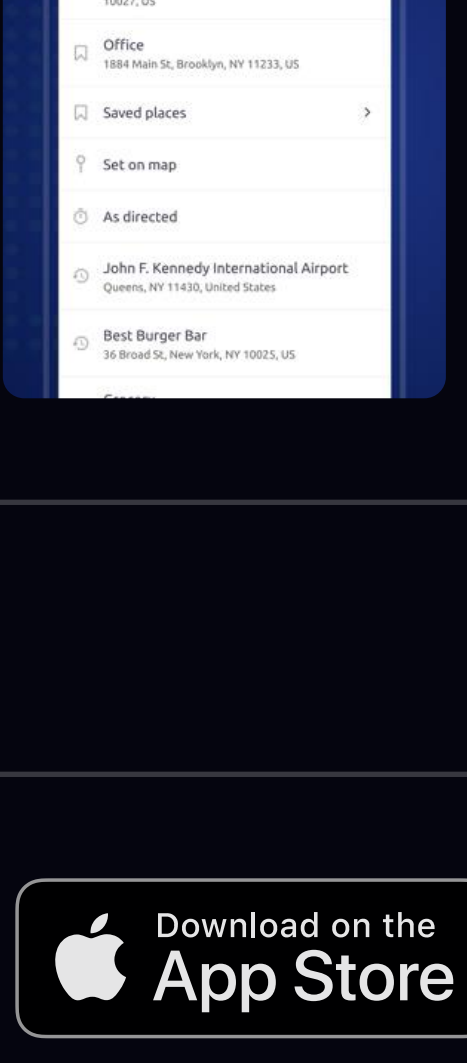 10027, US
Office
1884 Main St, Brooklyn, NY 11233, US
Saved places
Set on map
As directed
John F. Kennedy International Airport
Queens, NY 11430, United States
Best Burger Bar
36 Broad St, New York, NY 10025, US
Download on the
App Store